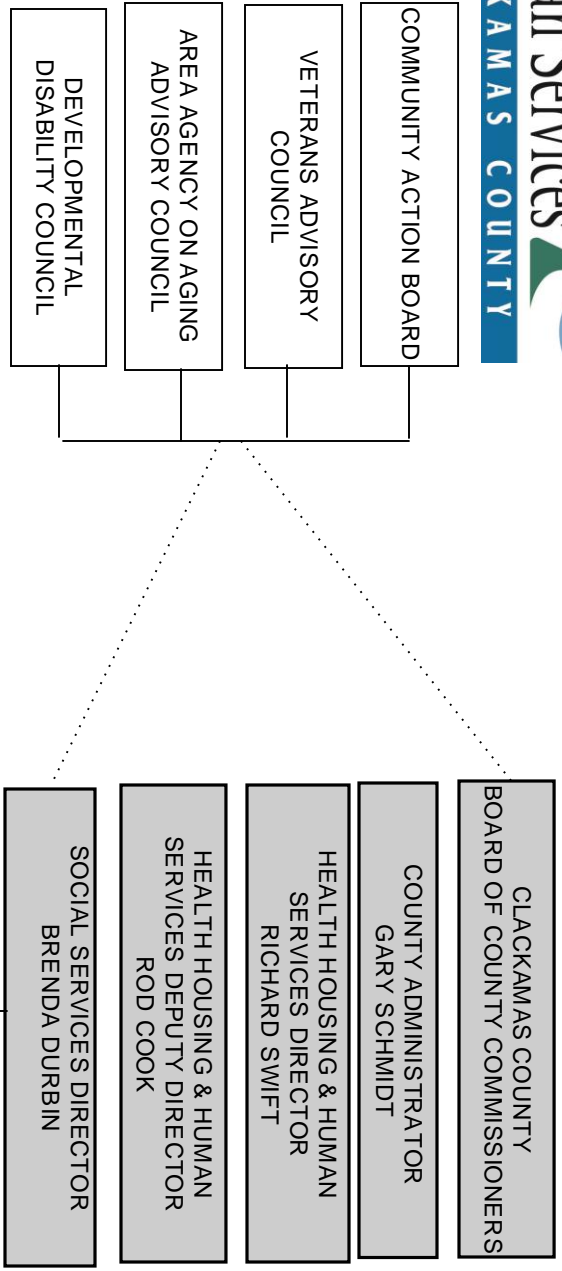 an Services
KAMAS COUNTY
COMMUNITY ACTION BOARD
VETERANS ADVISORY
COUNCIL
AREA AGENCY ON AGING
ADVISORY COUNCIL
DEVELOPMENTAL
DISABILITY COUNCIL
CLACKAMAS COUNTY
BOARD OF COUNTY COMMISSIONERS
COUNTY ADMINISTRATOR
GARY SCHMIDT
HEALTH HOUSING & HUMAN
SERVICES DIRECTOR
RICHARD SWIFT
HEALTH HOUSING & HUMAN
SERVICES DEPUTY DIRECTOR
ROD COOK
SOCIAL SERVICES DIRECTOR
BRENDA DURBIN